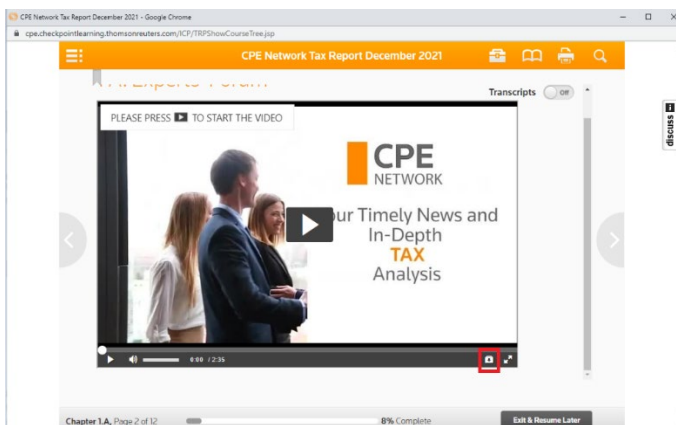 CPE Network Tax Report December 2021 - Google Chrome
cpe.checkpointlearning.thomsonreuters.com/ICP/TRPShowCourseTree.jsp
CPE Network Tax Report December 2021
Transcripts Off
PLEASE PRESS TO START THE VIDEO
CPE
NETWORK
ur Timely News and
In-Depth
TAX
Analysis
0:00 / 2:35
discuss
Chapter 1.A, Page 2 of 12
8% Complete
Exit & Resume Later